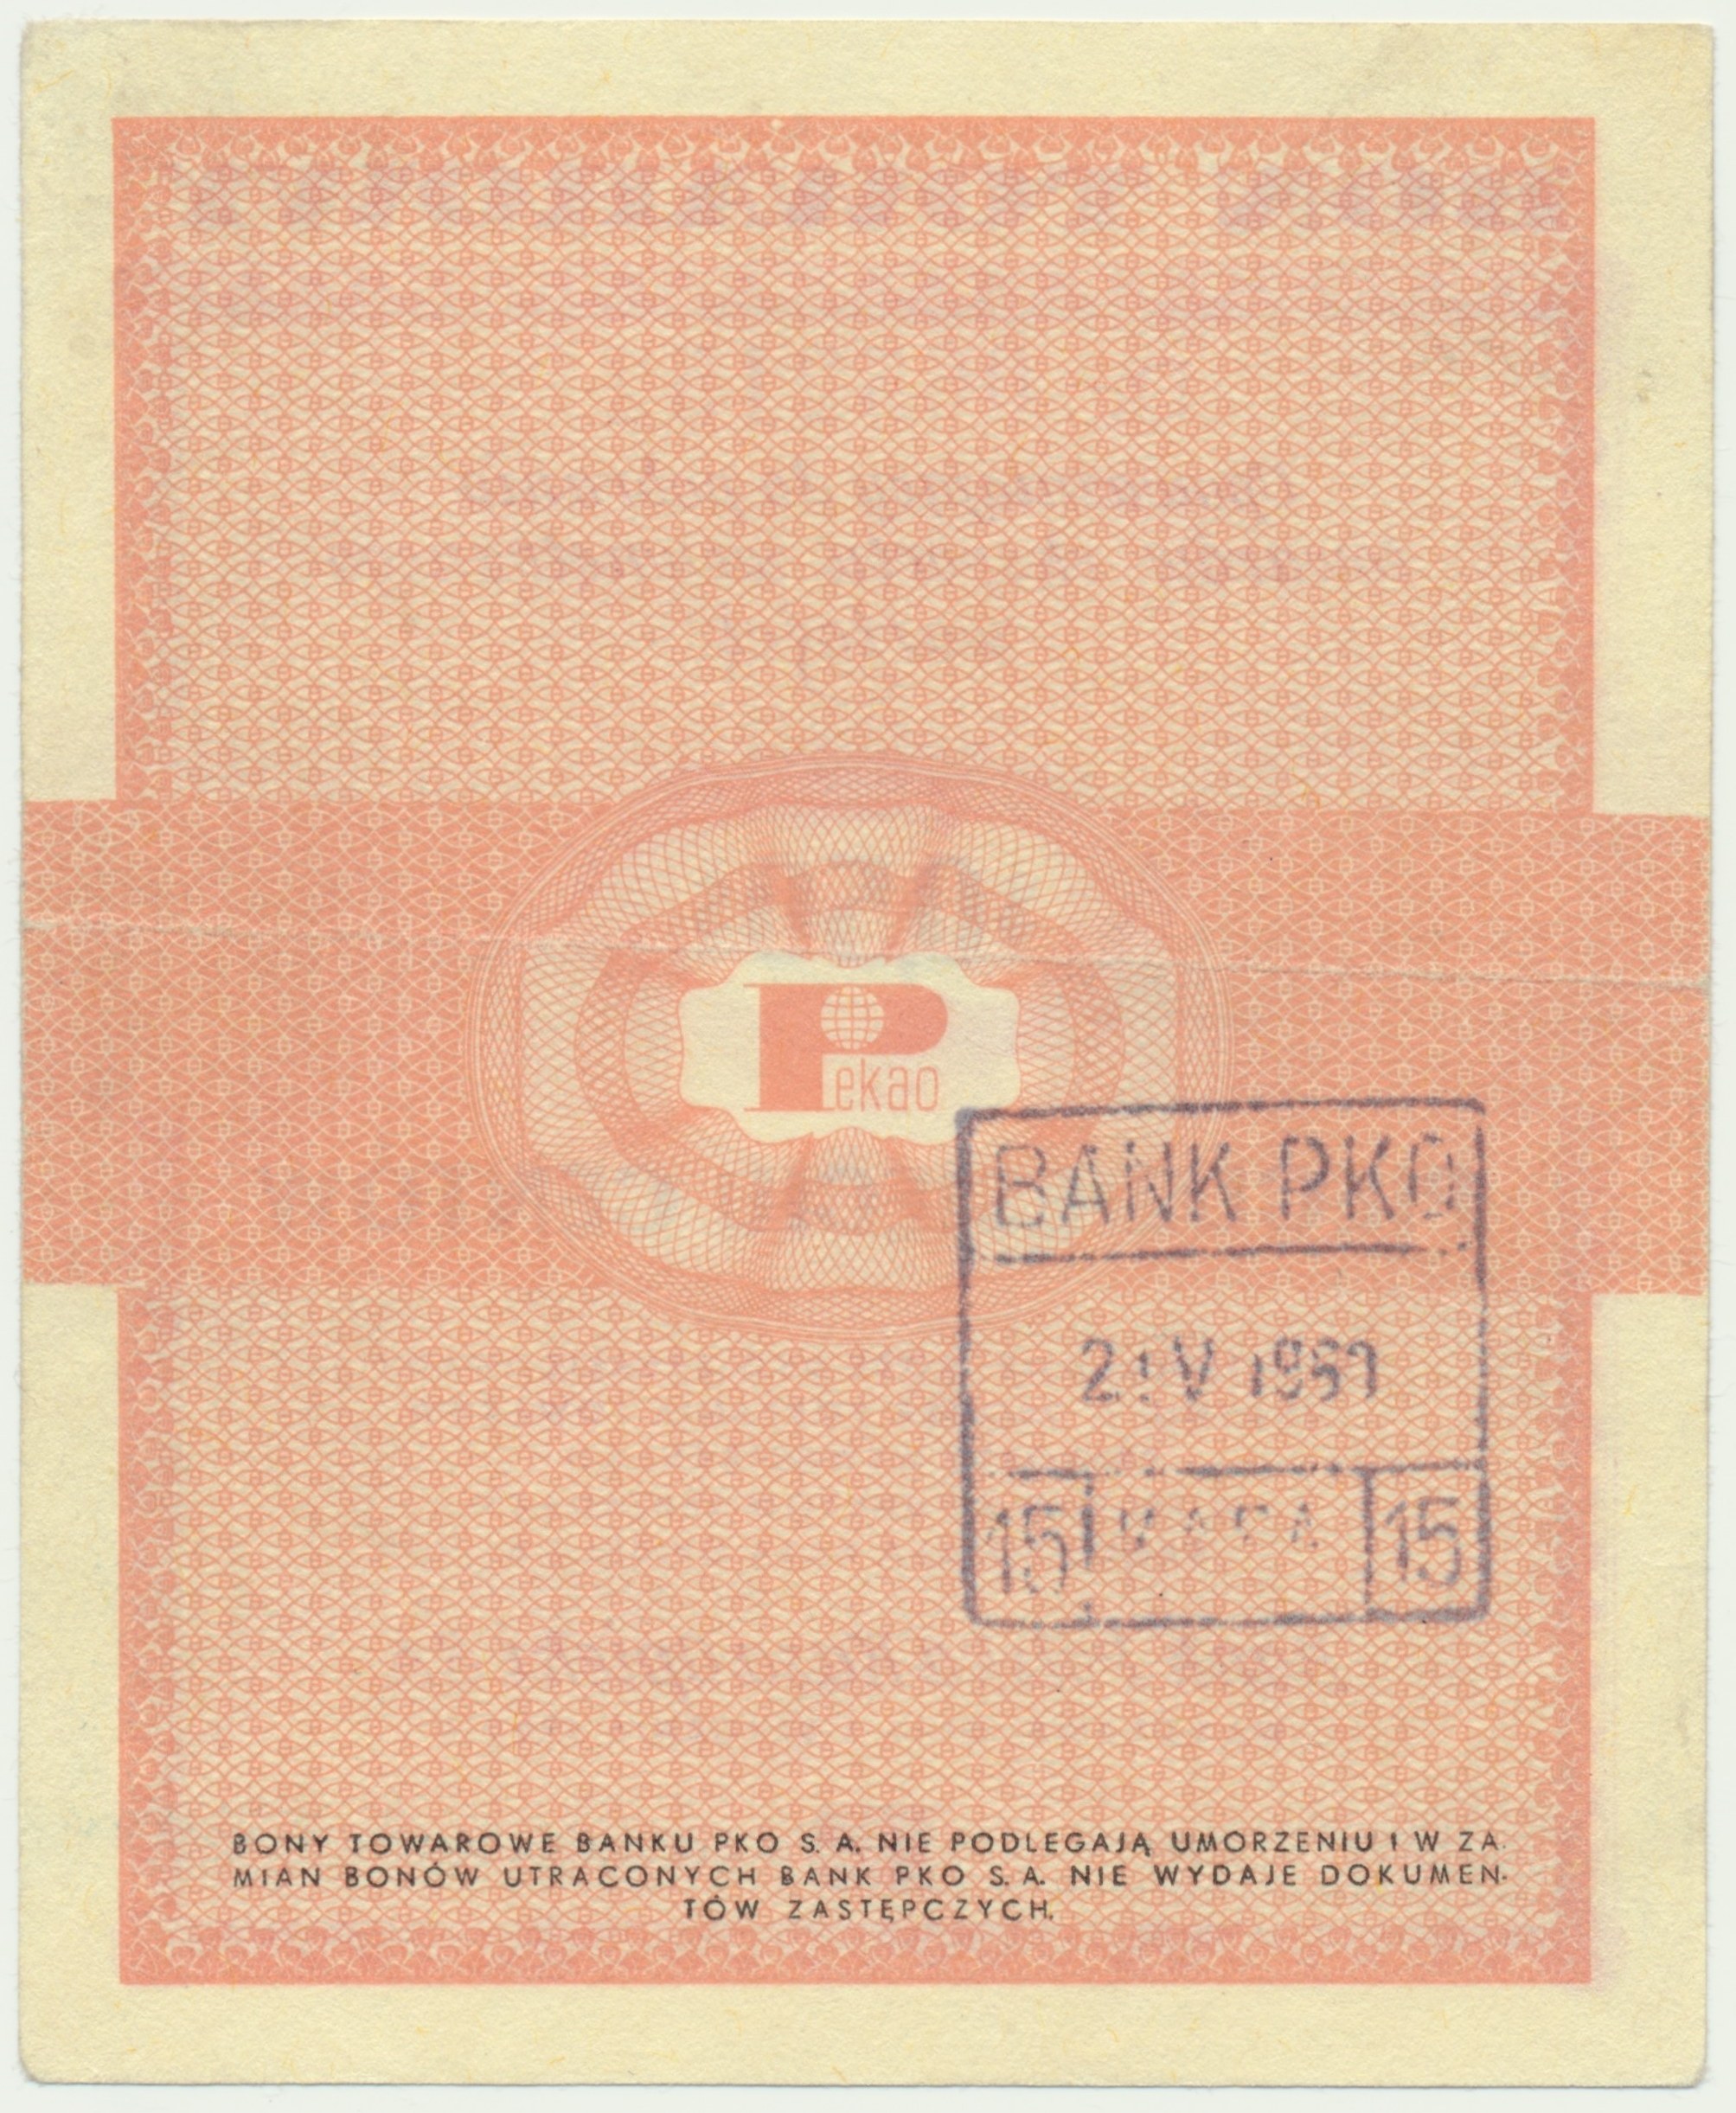 Pekao
BANK PKO
15 15
BONY TOWAROWE BANKU PKO S. A. NIE PODLEGAJĄ UMORZENIU I W ZA-
MIAN BONÓW UTRACONYCH BANK PKO S. A. NIE WYDAJE DOKUMEN-
TÓW ZASTĘPCZYCH.